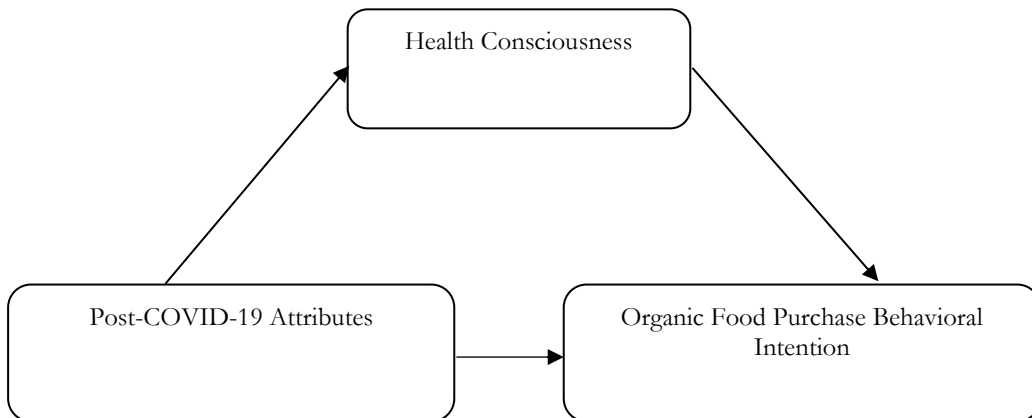 Health Consciousness
Post-COVID-19 Attributes
Organic Food Purchase Behavioral
Intention